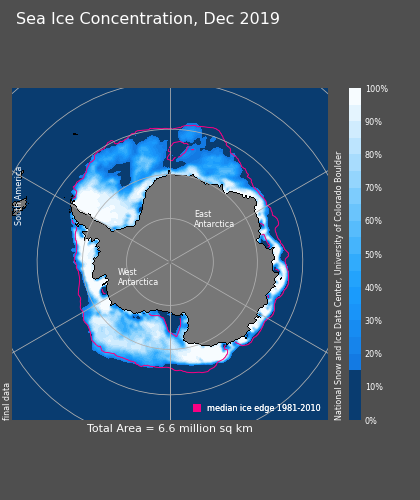 Sea Ice Concentration, Dec 2019
South America
East
Antarctica
West
Antarctica
median ice edge 1981-2010
final data
Total Area = 6.6 million sq km
National Snow and Ice Data Center, University of Colorado Boulder
100%
90%
80%
70%
60%
50%
40%
30%
20%
10%
0%